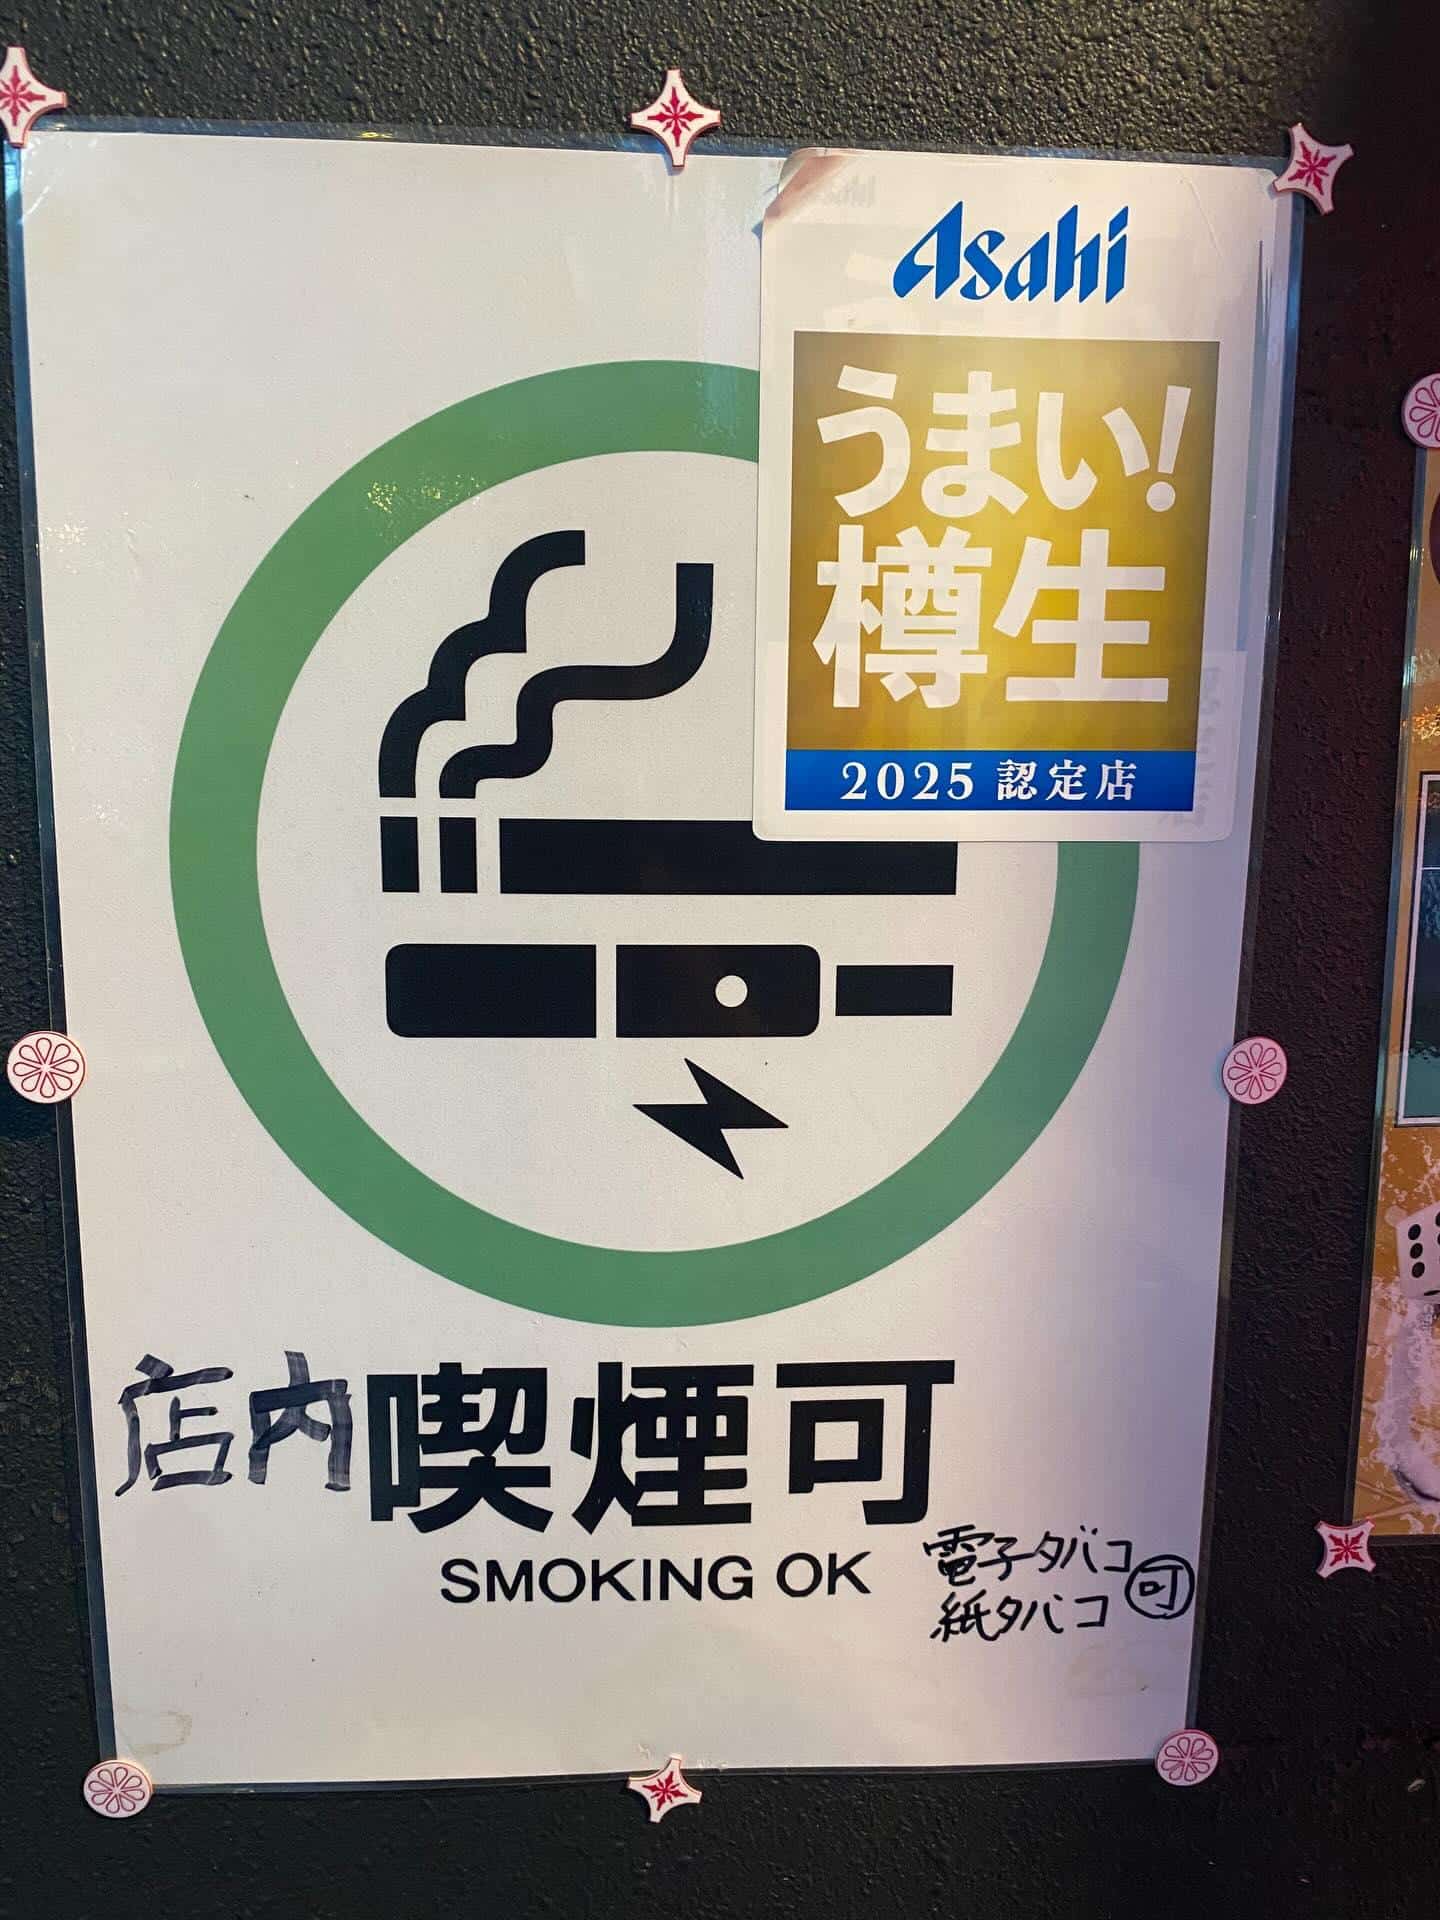 Asahi
うまい!
樽生
2025 認定店
店内喫煙可
SMOKING OK
電子タバコ
紙タバコ 可